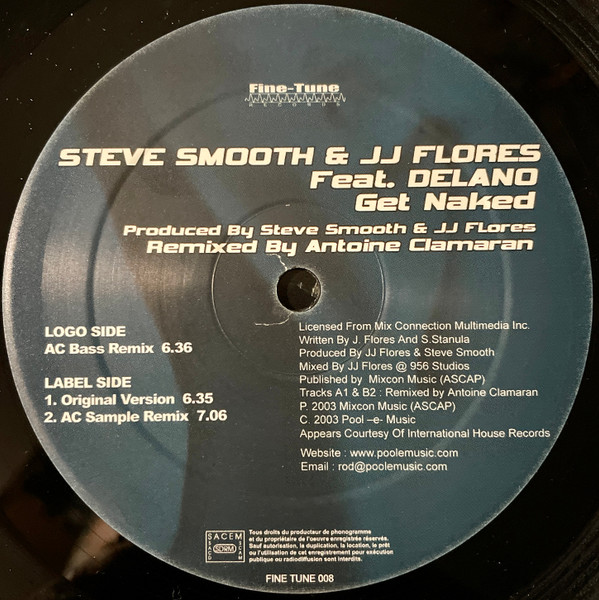 Fine-Tune
RECORDS
STEVE SMOOTH & JJ FLORES
Feat. DELANO
Get Naked
Produced By Steve Smooth & JJ FLores
Remixed By Antoine Clamaran
LOGO SIDE
AC Bass Remix 6.36
LABEL SIDE
1. Original Version 6.35
2. AC Sample Remix 7.06
Licensed From Mix Connection Multimedia Inc.
Written By J. Flores And S.Stanula
Produced By JJ Flores & Steve Smooth
Mixed By JJ Flores @ 956 Studios
Published by Mixcon Music (ASCAP)
Tracks A1 & B2 : Remixed by Antoine Clamaran
P. 2003 Mixcon Music (ASCAP)
C. 2003 Pool –e- Music
Appears Courtesy Of International House Records
Website : www.poolemusic.com
Email : rod@poolemusic.com
SACEM
SACD
SDRM
SCAM
Tous droits du producteur de phonogramme
et du propriétaire de l'oeuvre enregistrée réservés.
Sauf autorisation, la duplication, la location, le prêt
ou l'utilisation de cet enregistrement pour exécution
publique ou radiodiffusion sont interdits.
FINE TUNE 008